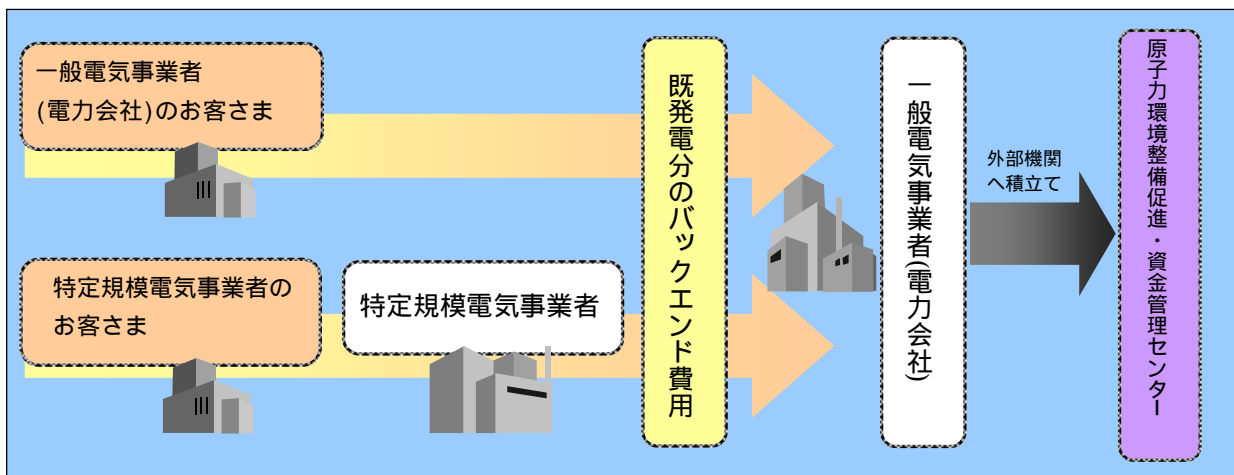 一般電気事業者
(電力会社)のお客さま
特定規模電気事業者の
お客さま
特定規模電気事業者
既発電分のバックエンド費用
一般電気事業者(電力会社)
外部機関
へ積立て
原子力環境整備促進・資金管理センター